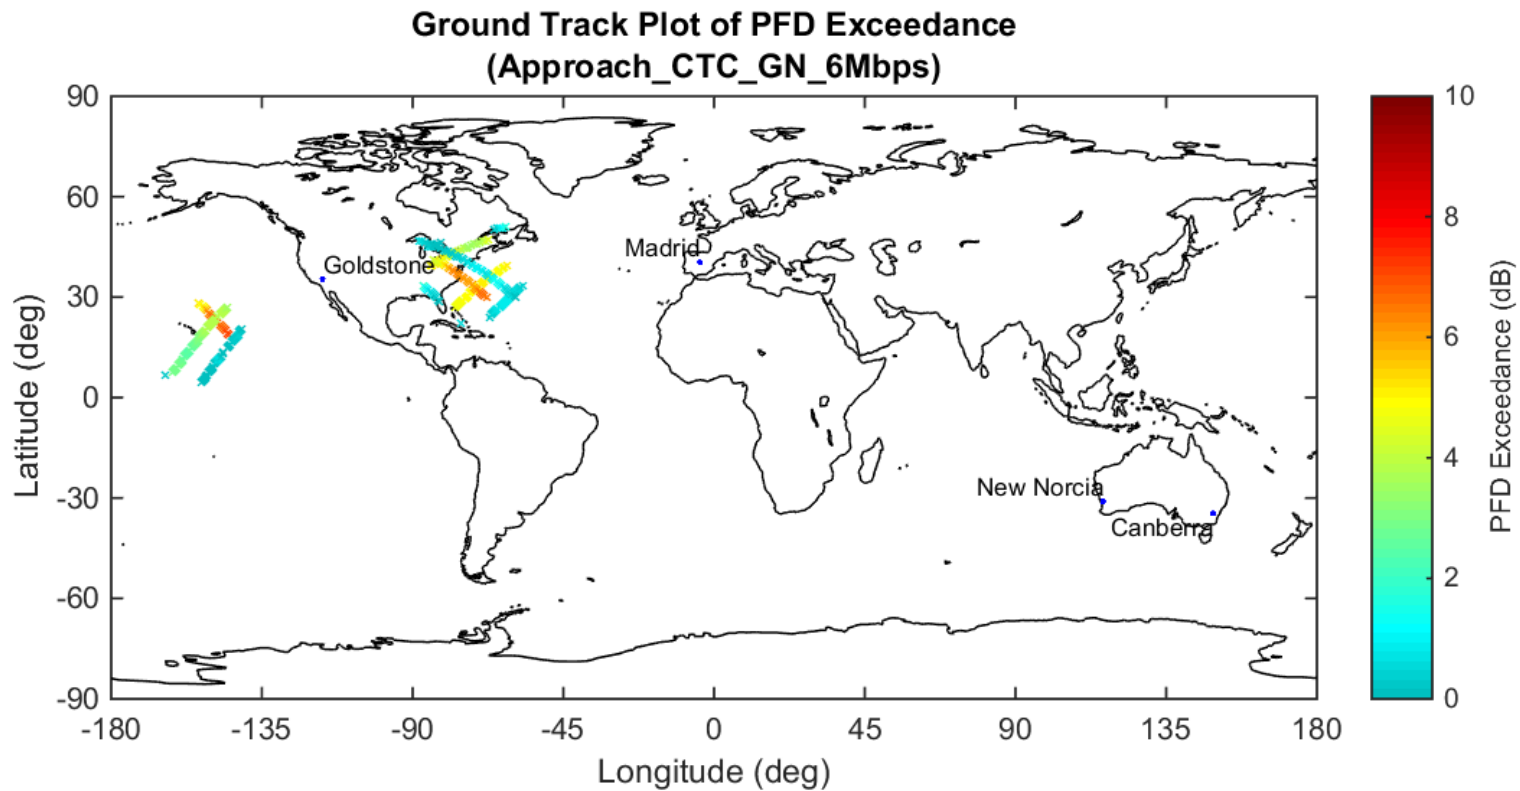 Ground Track Plot of PFD Exceedance
(Approach_CTC_GN_6Mbps)
90
60
30
0
-30
-60
-90
Latitude (deg)
Goldstone
Madrid
New Norcia
Canberra
-180
-135
-90
-45
0
45
90
135
180
Longitude (deg)
10
8
6
4
2
0
PFD Exceedance (dB)